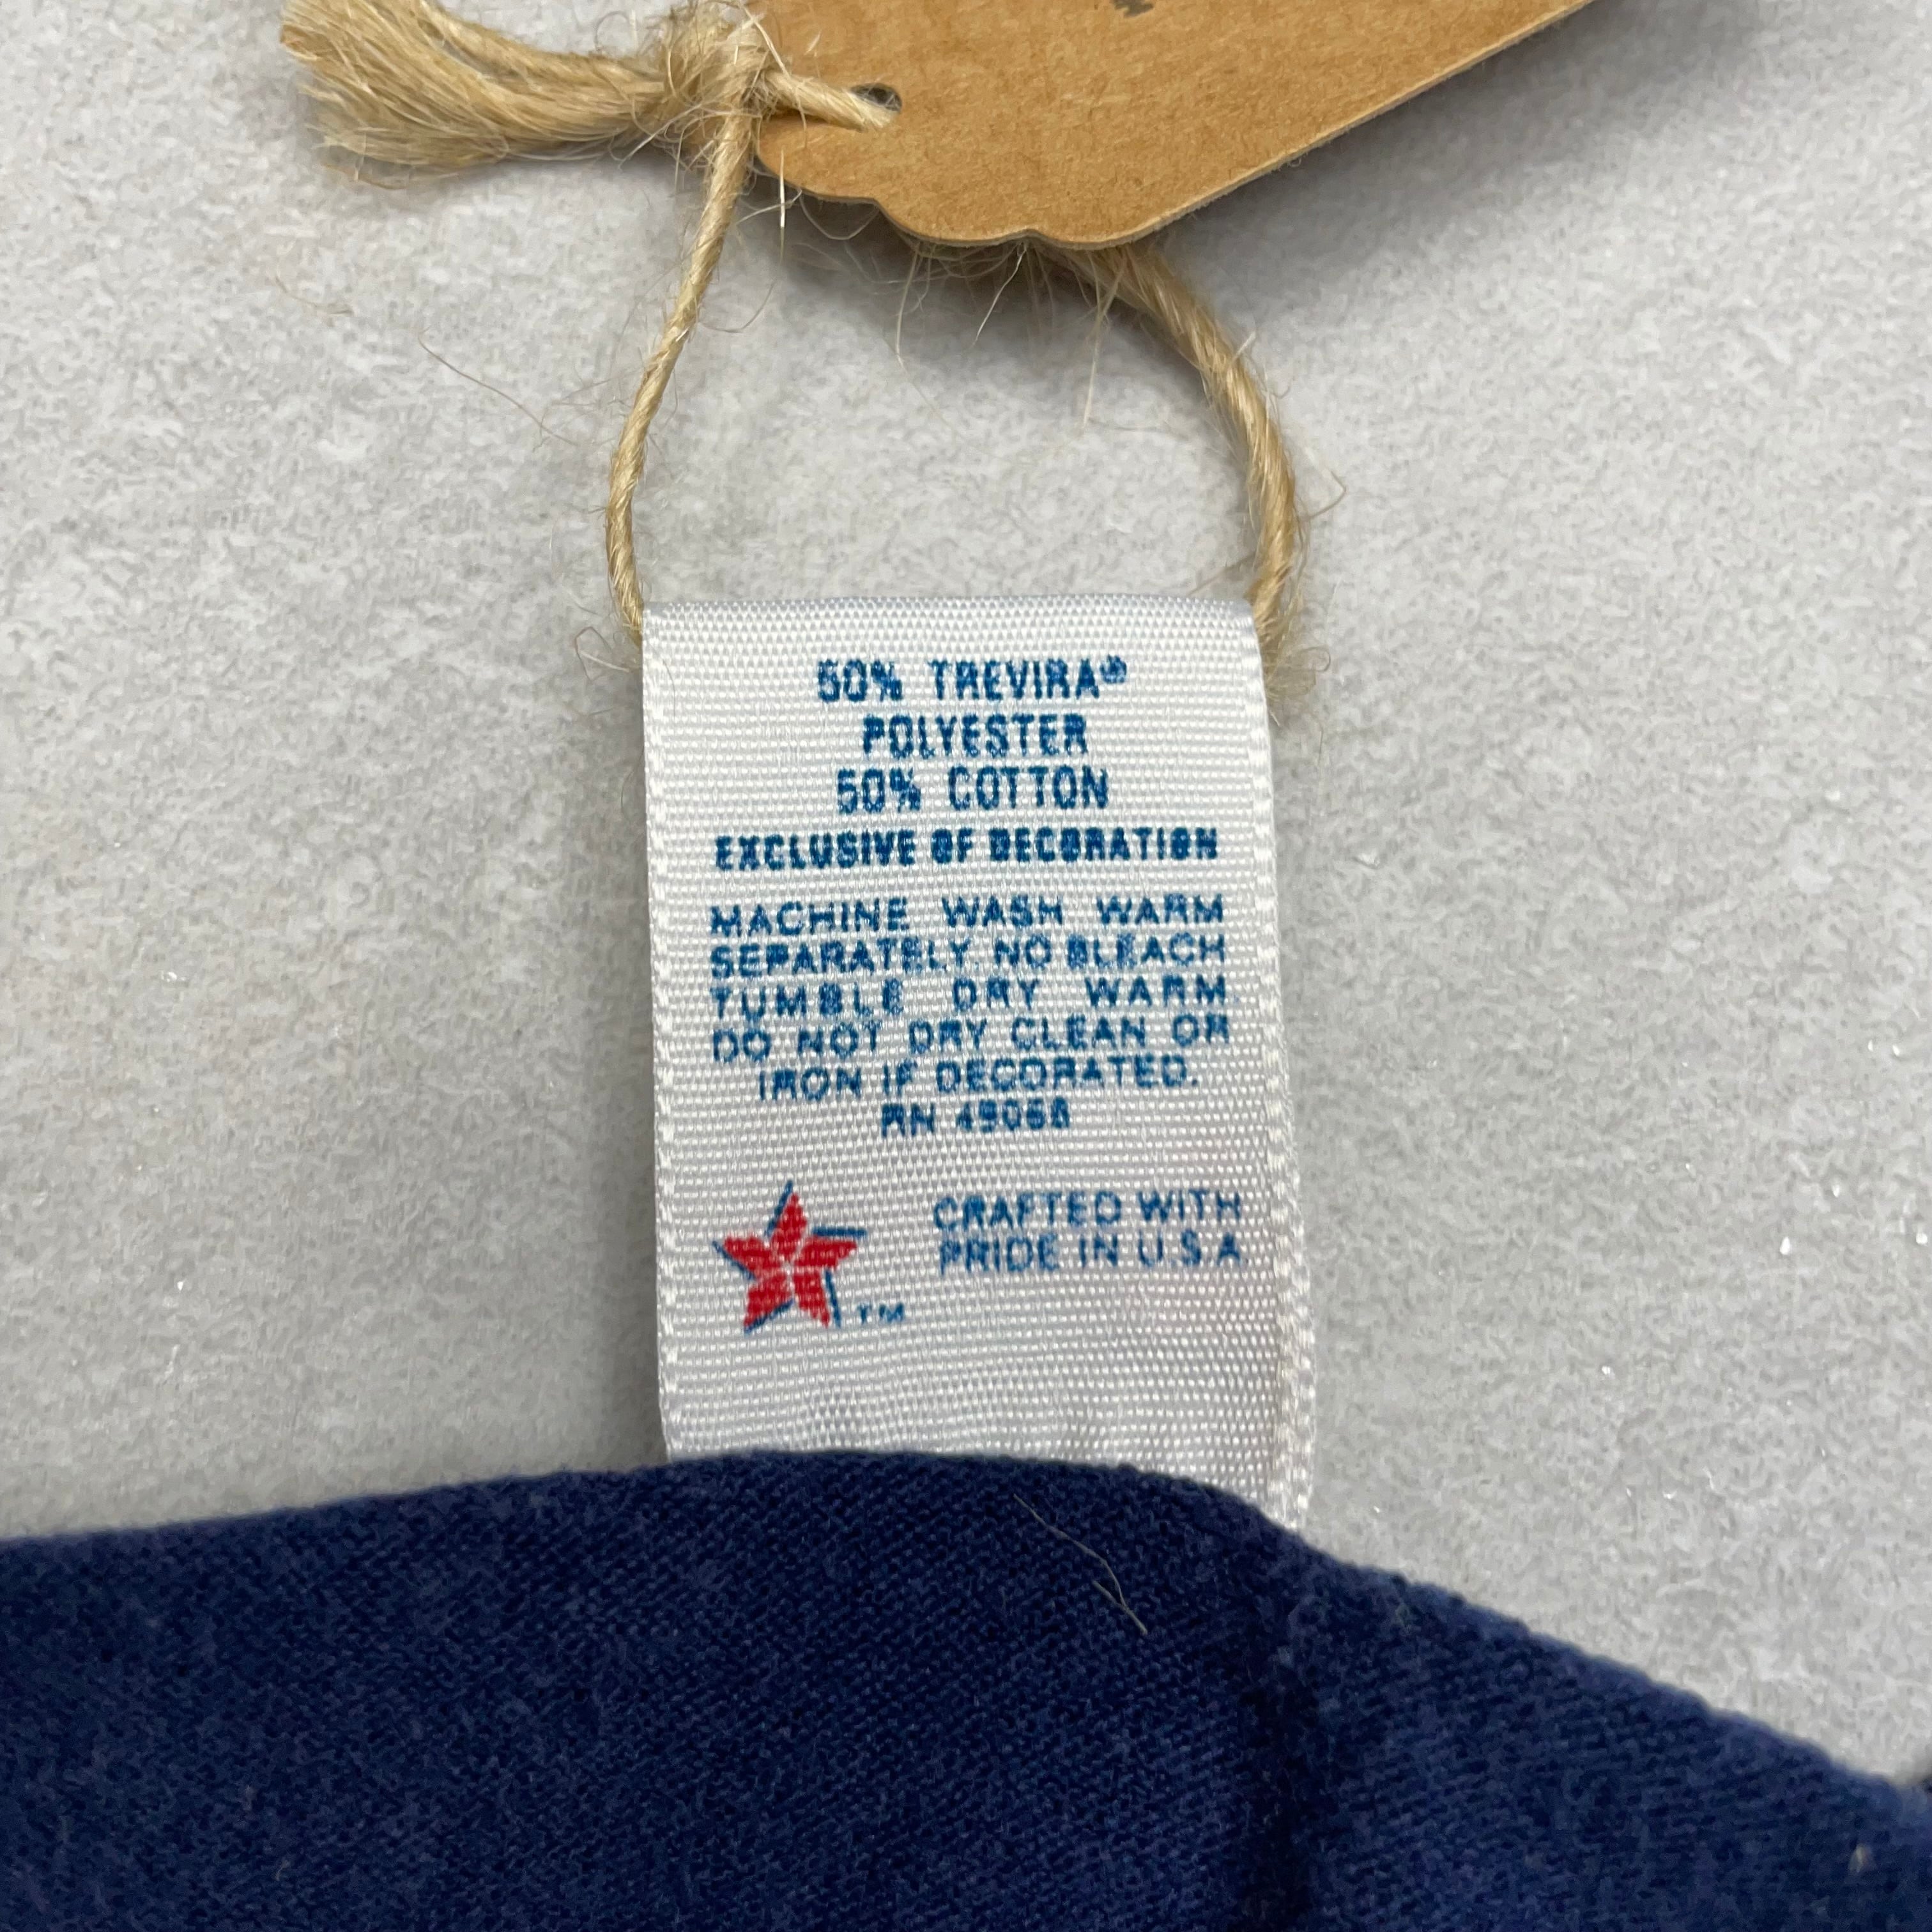 50% TREVIRA®
POLYESTER
50% COTTON
EXCLUSIVE OF DECORATION
MACHINE WASH WARM
SEPARATELY, NO BLEACH
TUMBLE DRY WARM
DO NOT DRY CLEAN OR
IRON IF DECORATED.
RN 49068
CRAFTED WITH
PRIDE IN U.S.A
TM